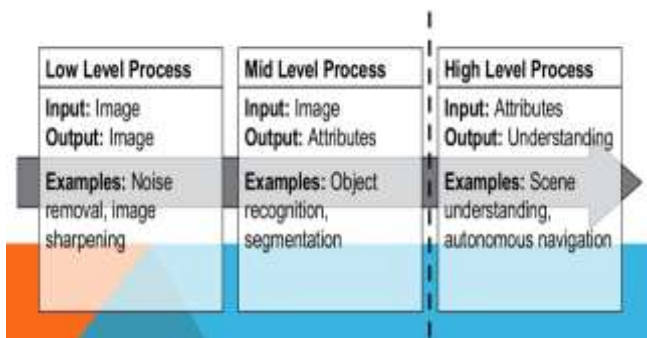 Low Level Process
Input: Image
Output: Image
Examples: Noise
removal, image
sharpening
Mid Level Process
Input: Image
Output: Attributes
Examples: Object
recognition,
segmentation
High Level Process
Input: Attributes
Output: Understanding
Examples: Scene
understanding,
autonomous navigation